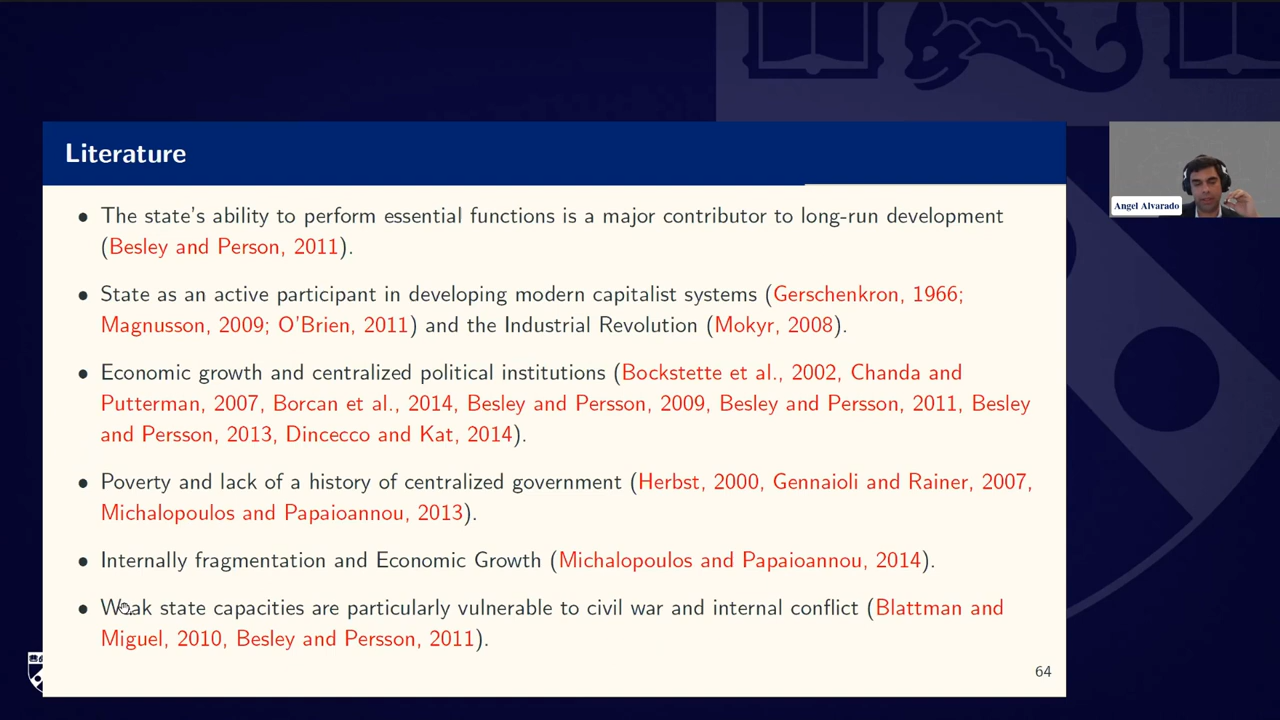 Literature
Angel Alvarado
• The state's ability to perform essential functions is a major contributor to long-run development
(Besley and Person, 2011).
• State as an active participant in developing modern capitalist systems (Gerschenkron, 1966;
Magnusson, 2009; O'Brien, 2011) and the Industrial Revolution (Mokyr, 2008).
• Economic growth and centralized political institutions (Bockstette et al., 2002, Chanda and
Putterman, 2007, Borcan et al., 2014, Besley and Persson, 2009, Besley and Persson, 2011, Besley
and Persson, 2013, Dincecco and Kat, 2014).
• Poverty and lack of a history of centralized government (Herbst, 2000, Gennaioli and Rainer, 2007,
Michalopoulos and Papaioannou, 2013).
• Internally fragmentation and Economic Growth (Michalopoulos and Papaioannou, 2014).
• Weak state capacities are particularly vulnerable to civil war and internal conflict (Blattman and
Miguel, 2010, Besley and Persson, 2011).
64